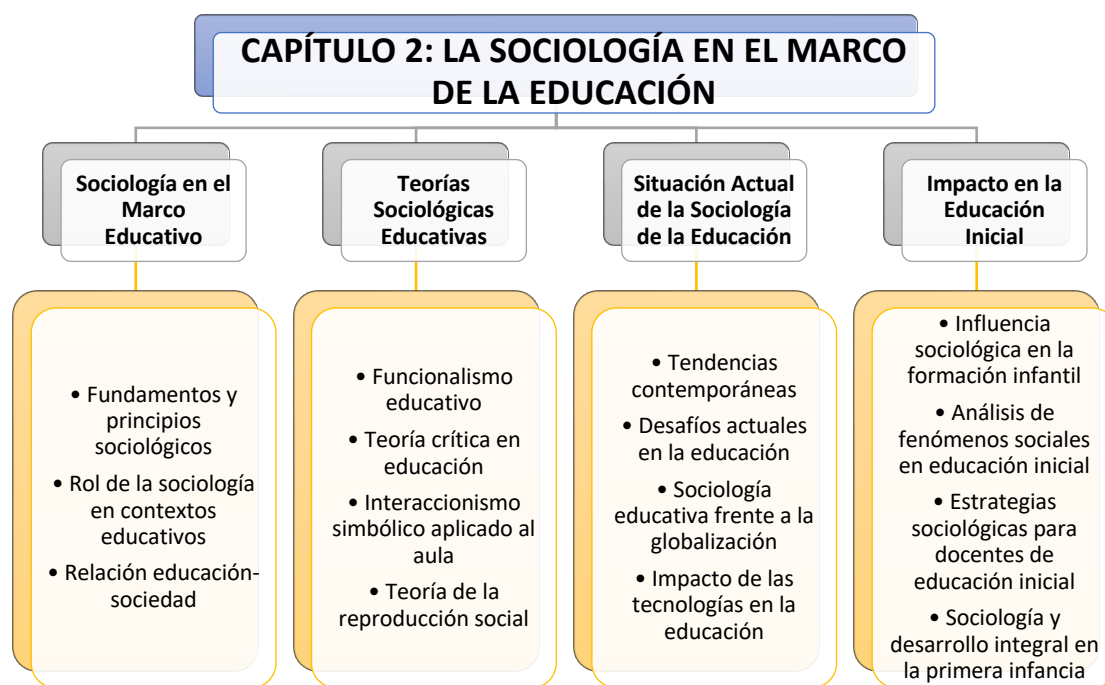 CAPÍTULO 2: LA SOCIOLOGÍA EN EL MARCO
DE LA EDUCACIÓN
Sociología en el
Marco
Educativo
• Fundamentos y
principios
sociológicos
• Rol de la sociología
en contextos
educativos
• Relación educación-
sociedad
Teorías
Sociológicas
Educativas
• Funcionalismo
educativo
• Teoría crítica en
educación
• Interaccionismo
simbólico aplicado al
aula
• Teoría de la
reproducción social
Situación Actual
de la Sociología
de la Educación
• Tendencias
contemporáneas
• Desafíos actuales
en la educación
• Sociología
educativa frente a la
globalización
• Impacto de las
tecnologías en la
educación
Impacto en la
Educación
Inicial
• Influencia
sociológica en la
formación infantil
• Análisis de
fenómenos sociales
en educación inicial
• Estrategias
sociológicas para
docentes de
educación inicial
• Sociología y
desarrollo integral en
la primera infancia